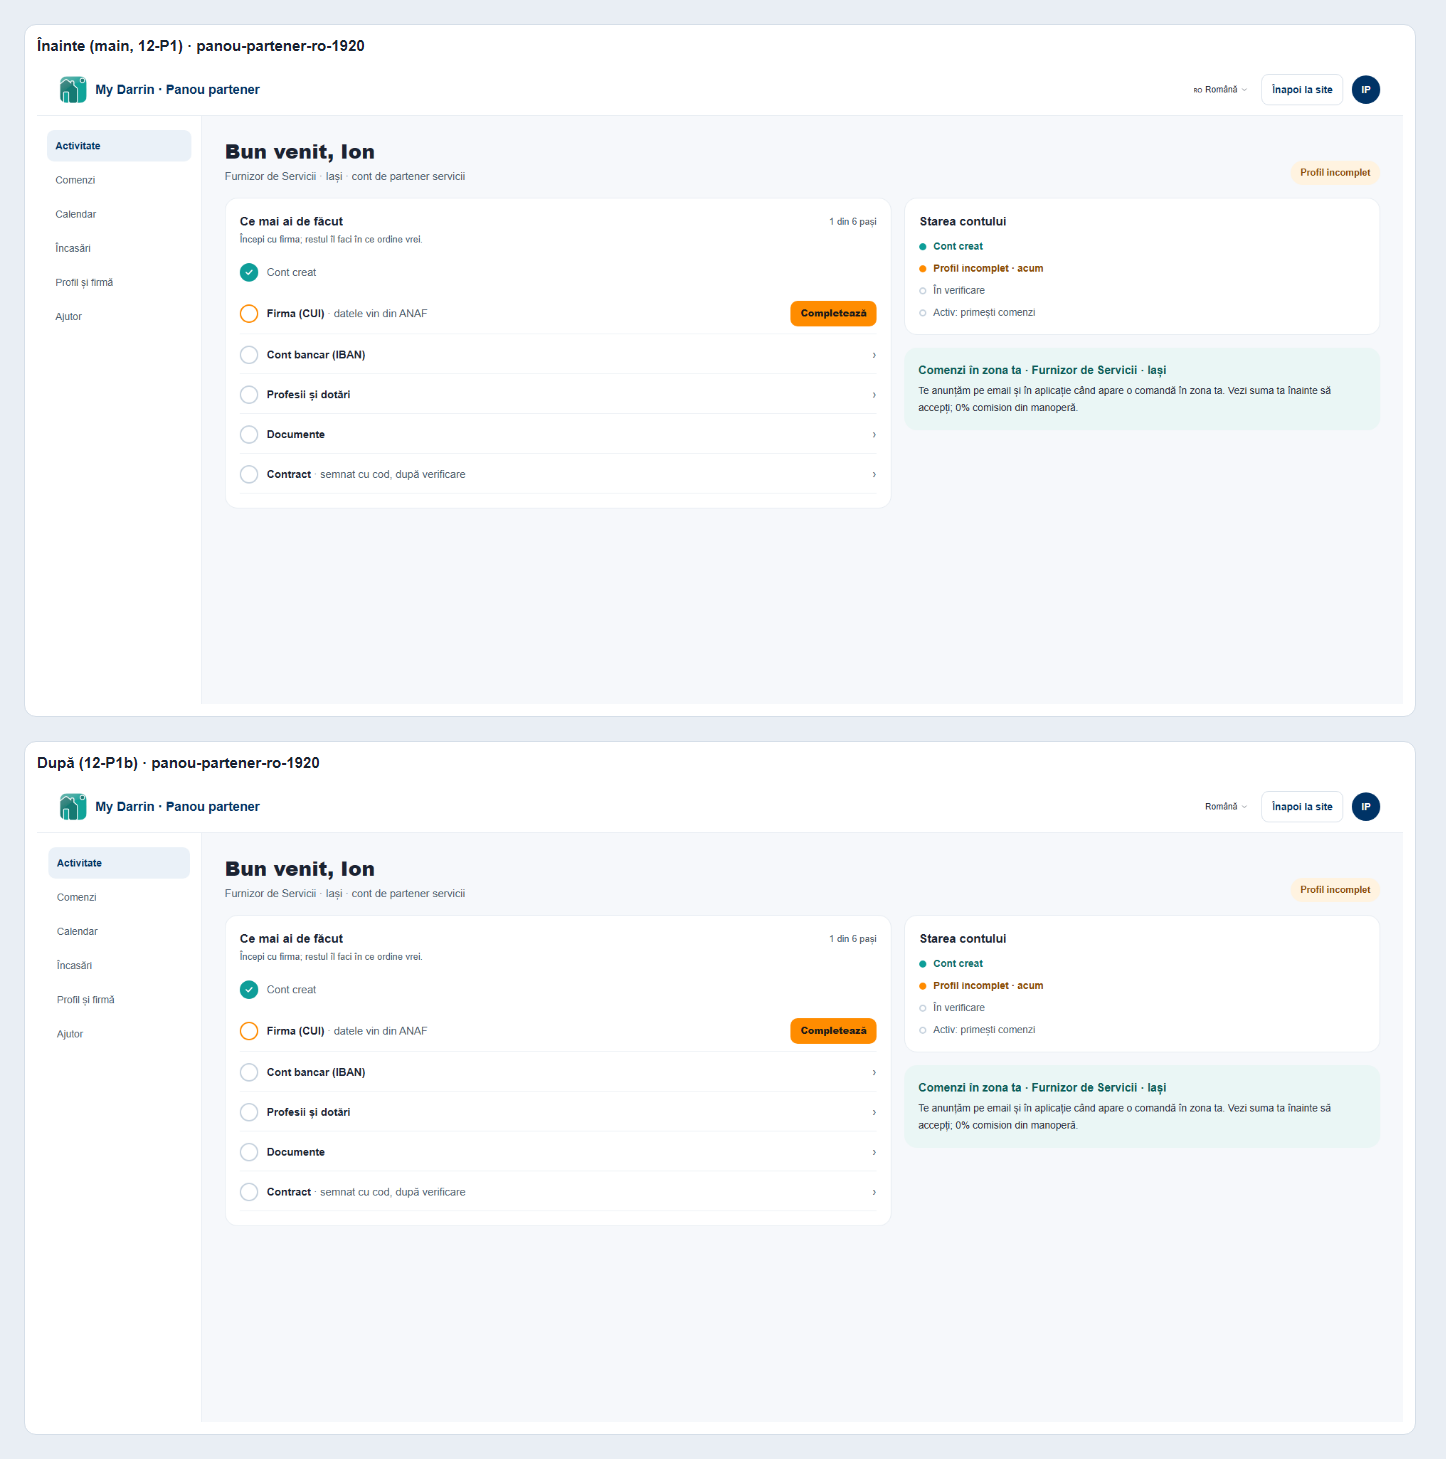 Înainte (main, 12-P1) · panou-partener-ro-1920
My Darrin · Panou partener
RO Română
Înapoi la site
IP
Activitate
Comenzi
Calendar
Încasări
Profil și firmă
Ajutor
Bun venit, Ion
Furnizor de Servicii · Iași · cont de partener servicii
Profil incomplet
Ce mai ai de făcut
1 din 6 pași
Începi cu firma; restul îl faci în ce ordine vrei.
Cont creat
Firma (CUI) · datele vin din ANAF
Completează
Cont bancar (IBAN)
Profesii și dotări
Documente
Contract · semnat cu cod, după verificare
Starea contului
Cont creat
Profil incomplet · acum
În verificare
Activ: primești comenzi
Comenzi în zona ta · Furnizor de Servicii · Iași
Te anunțăm pe email și în aplicație când apare o comandă în zona ta. Vezi suma ta înainte să
accepți; 0% comision din manoperă.
După (12-P1b) · panou-partener-ro-1920
My Darrin · Panou partener
Română
Înapoi la site
IP
Activitate
Comenzi
Calendar
Încasări
Profil și firmă
Ajutor
Bun venit, Ion
Furnizor de Servicii · Iași · cont de partener servicii
Profil incomplet
Ce mai ai de făcut
1 din 6 pași
Începi cu firma; restul îl faci în ce ordine vrei.
Cont creat
Firma (CUI) · datele vin din ANAF
Completează
Cont bancar (IBAN)
Profesii și dotări
Documente
Contract · semnat cu cod, după verificare
Starea contului
Cont creat
Profil incomplet · acum
În verificare
Activ: primești comenzi
Comenzi în zona ta · Furnizor de Servicii · Iași
Te anunțăm pe email și în aplicație când apare o comandă în zona ta. Vezi suma ta înainte să
accepți; 0% comision din manoperă.